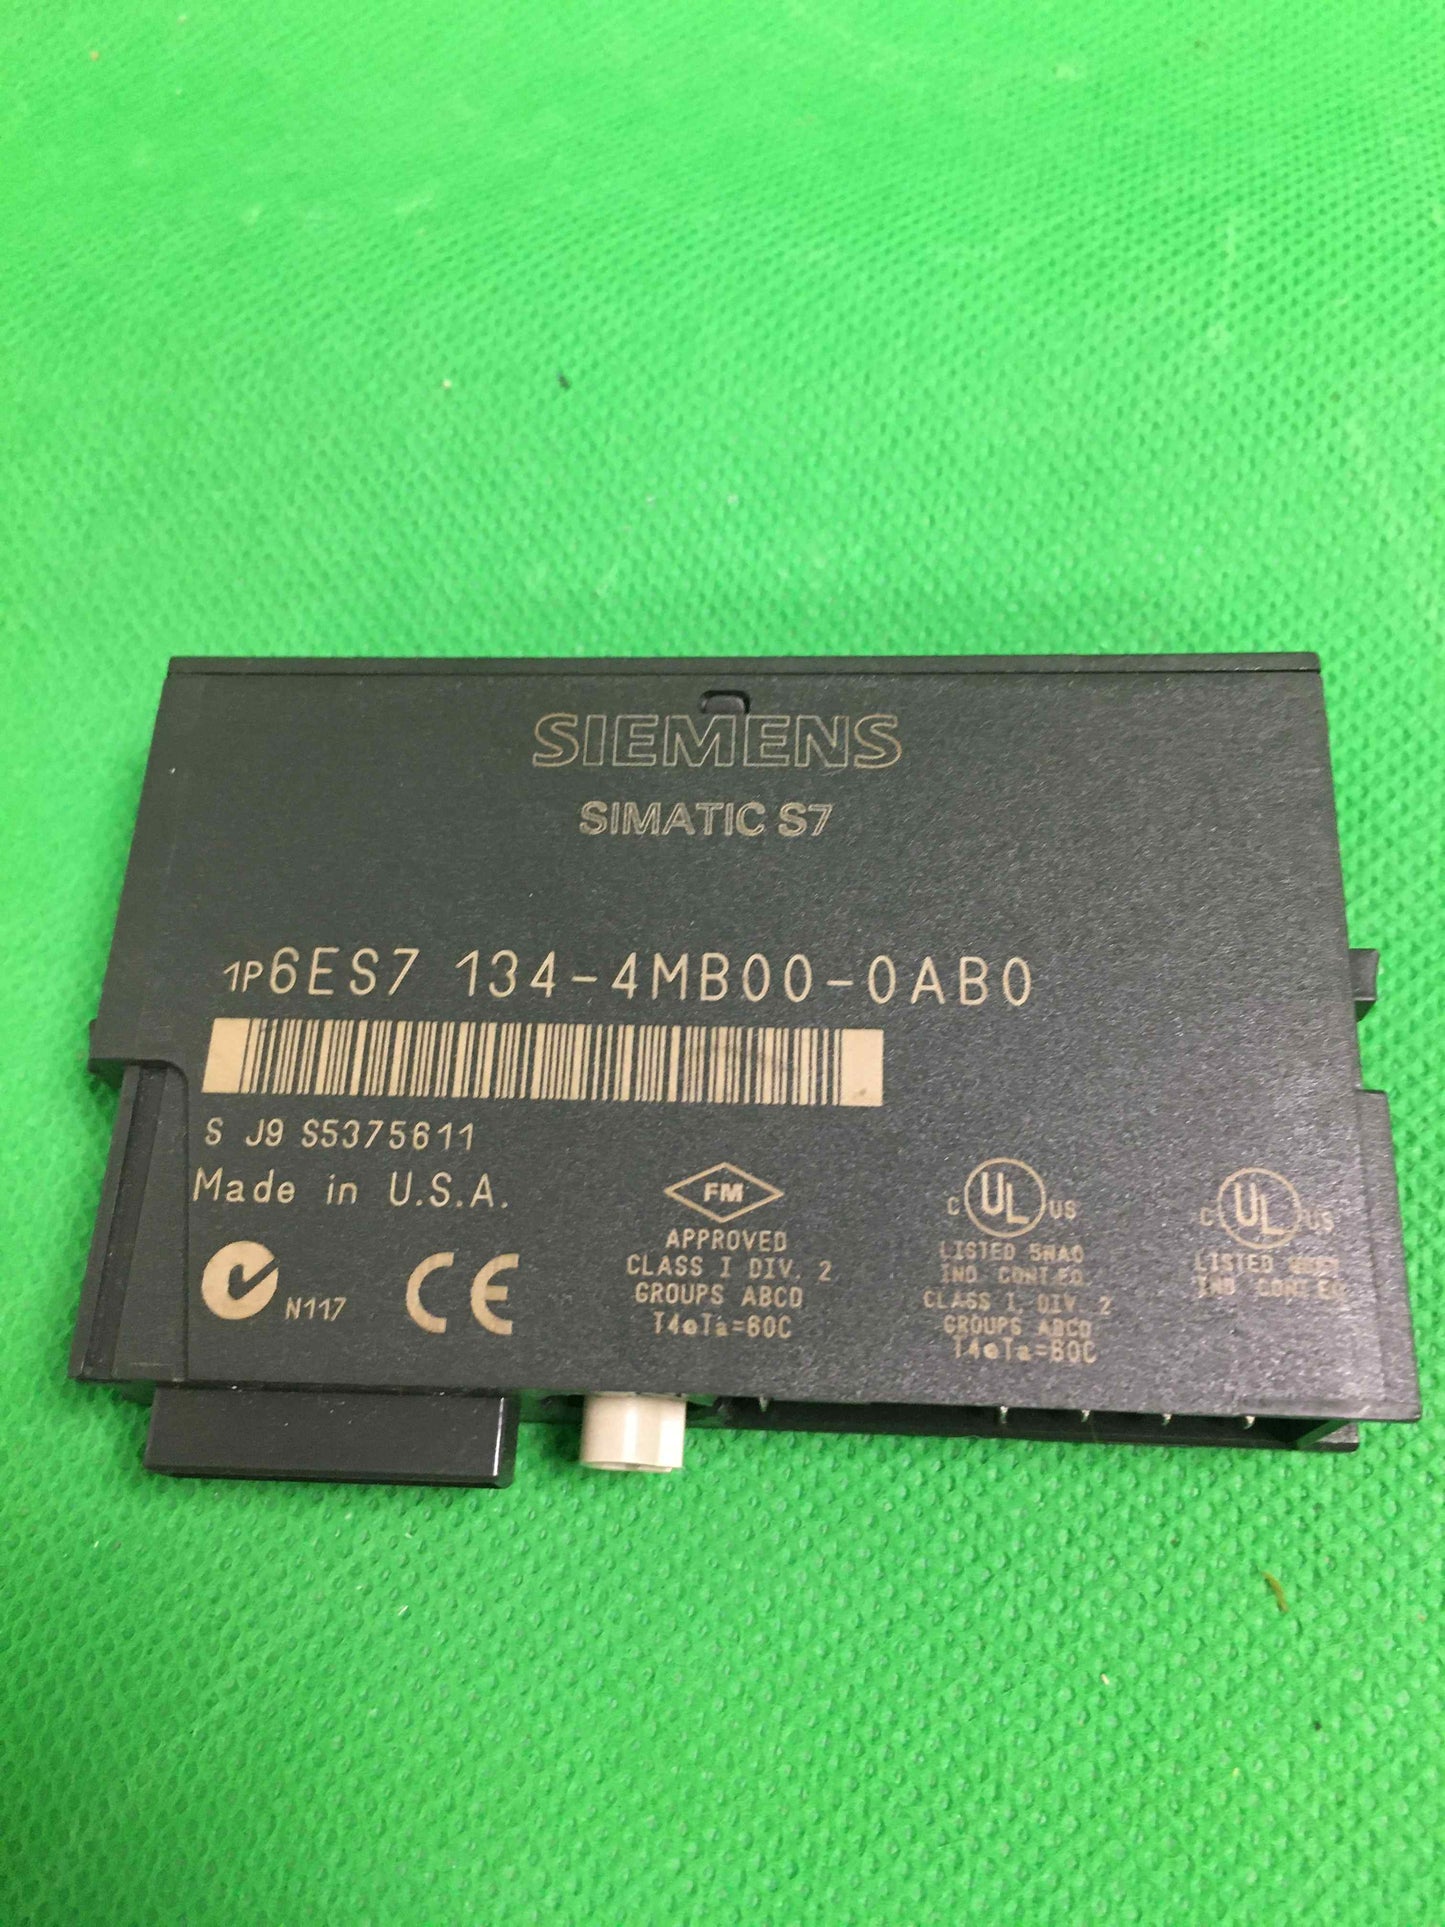 SIEMENS
SIMATIC S7
1P6ES7 134-4MB00-0AB0
S J9 S5375611
Made in U.S.A.
N117
CE
FM
APPROVED
CLASS I DIV. 2
GROUPS ABCD
T4@Ta=60C
C UL US
LISTED 5NA0
IND. CONT.EQ.
CLASS I, DIV. 2
GROUPS ABCD
T4@Ta=60C
C UL US
LISTED
IND CONT EQ